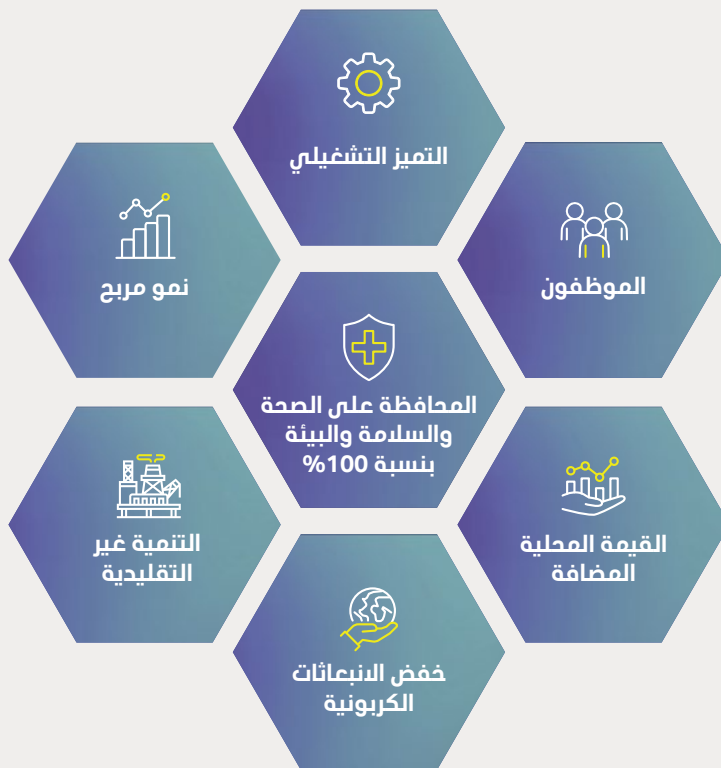 التميز التشغيلي
الموظفون
نمو مربح
المحافظة على الصحة
والسلامة والبيئة
بنسبة 100%
القيمة المحلية
المضافة
التنمية غير
التقليدية
خفض الانبعاثات
الكربونية